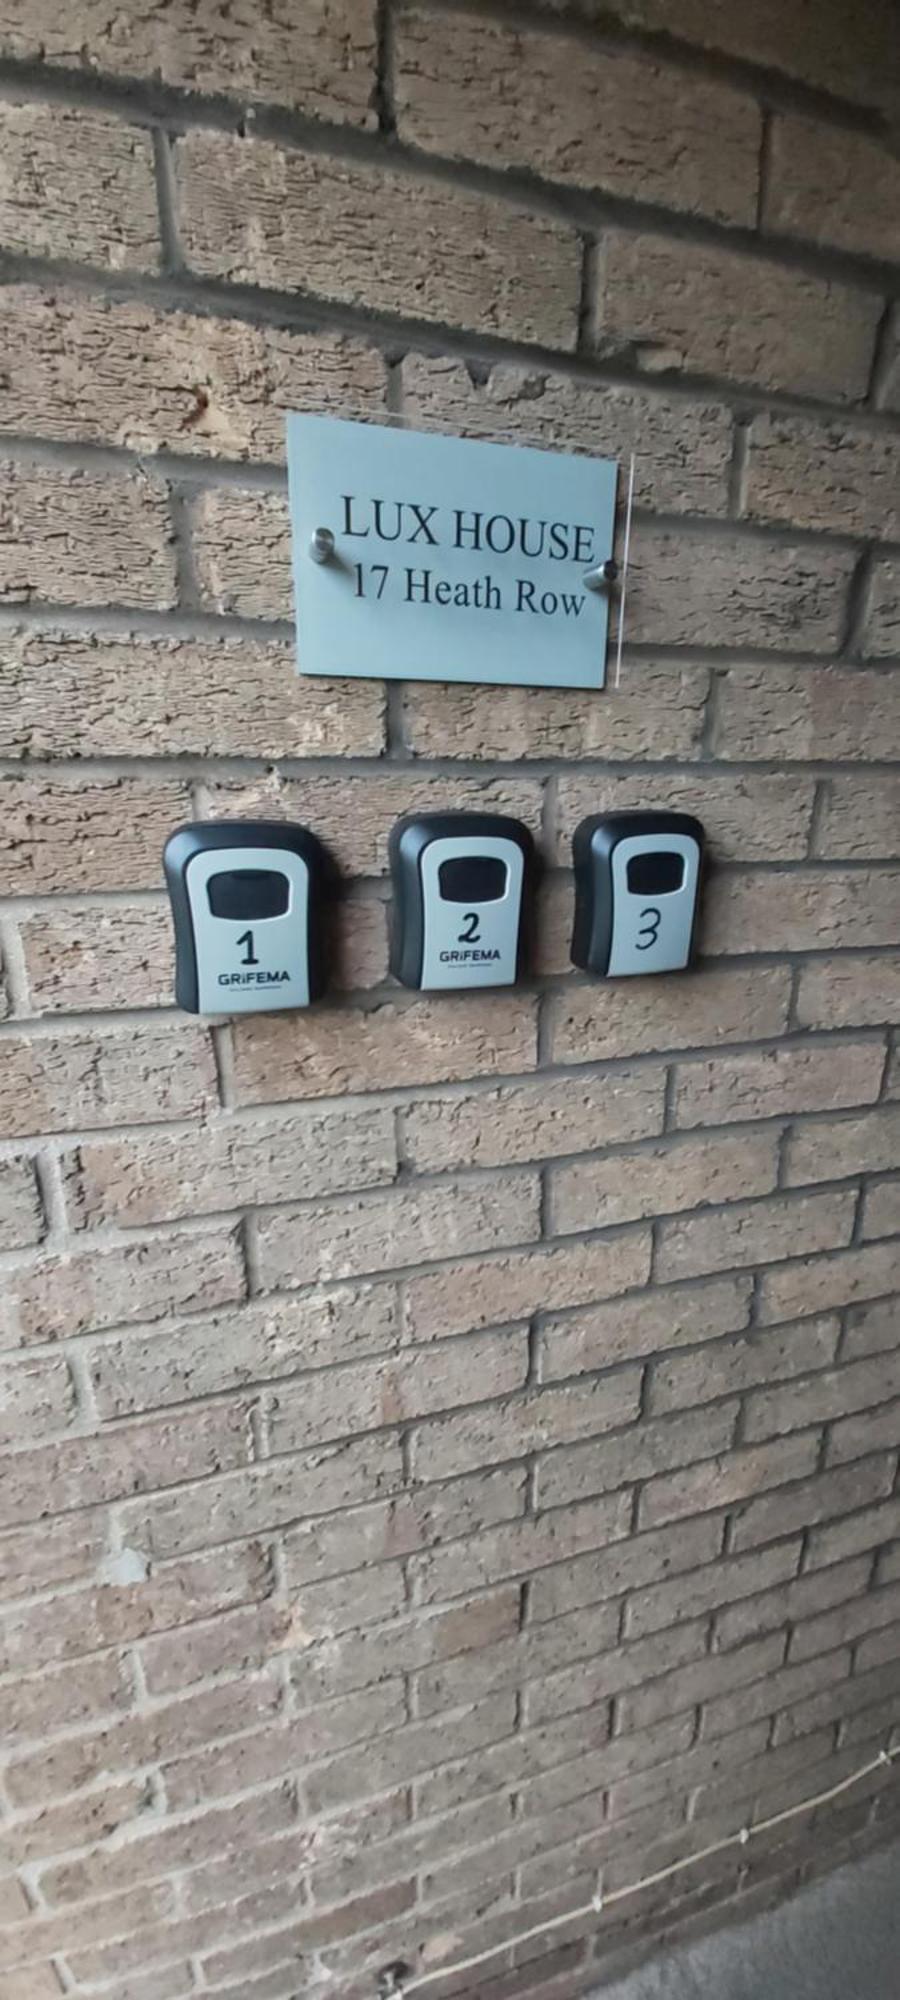 LUX HOUSE
17 Heath Row
1
GRiFEMA
2
GRiFEMA
3